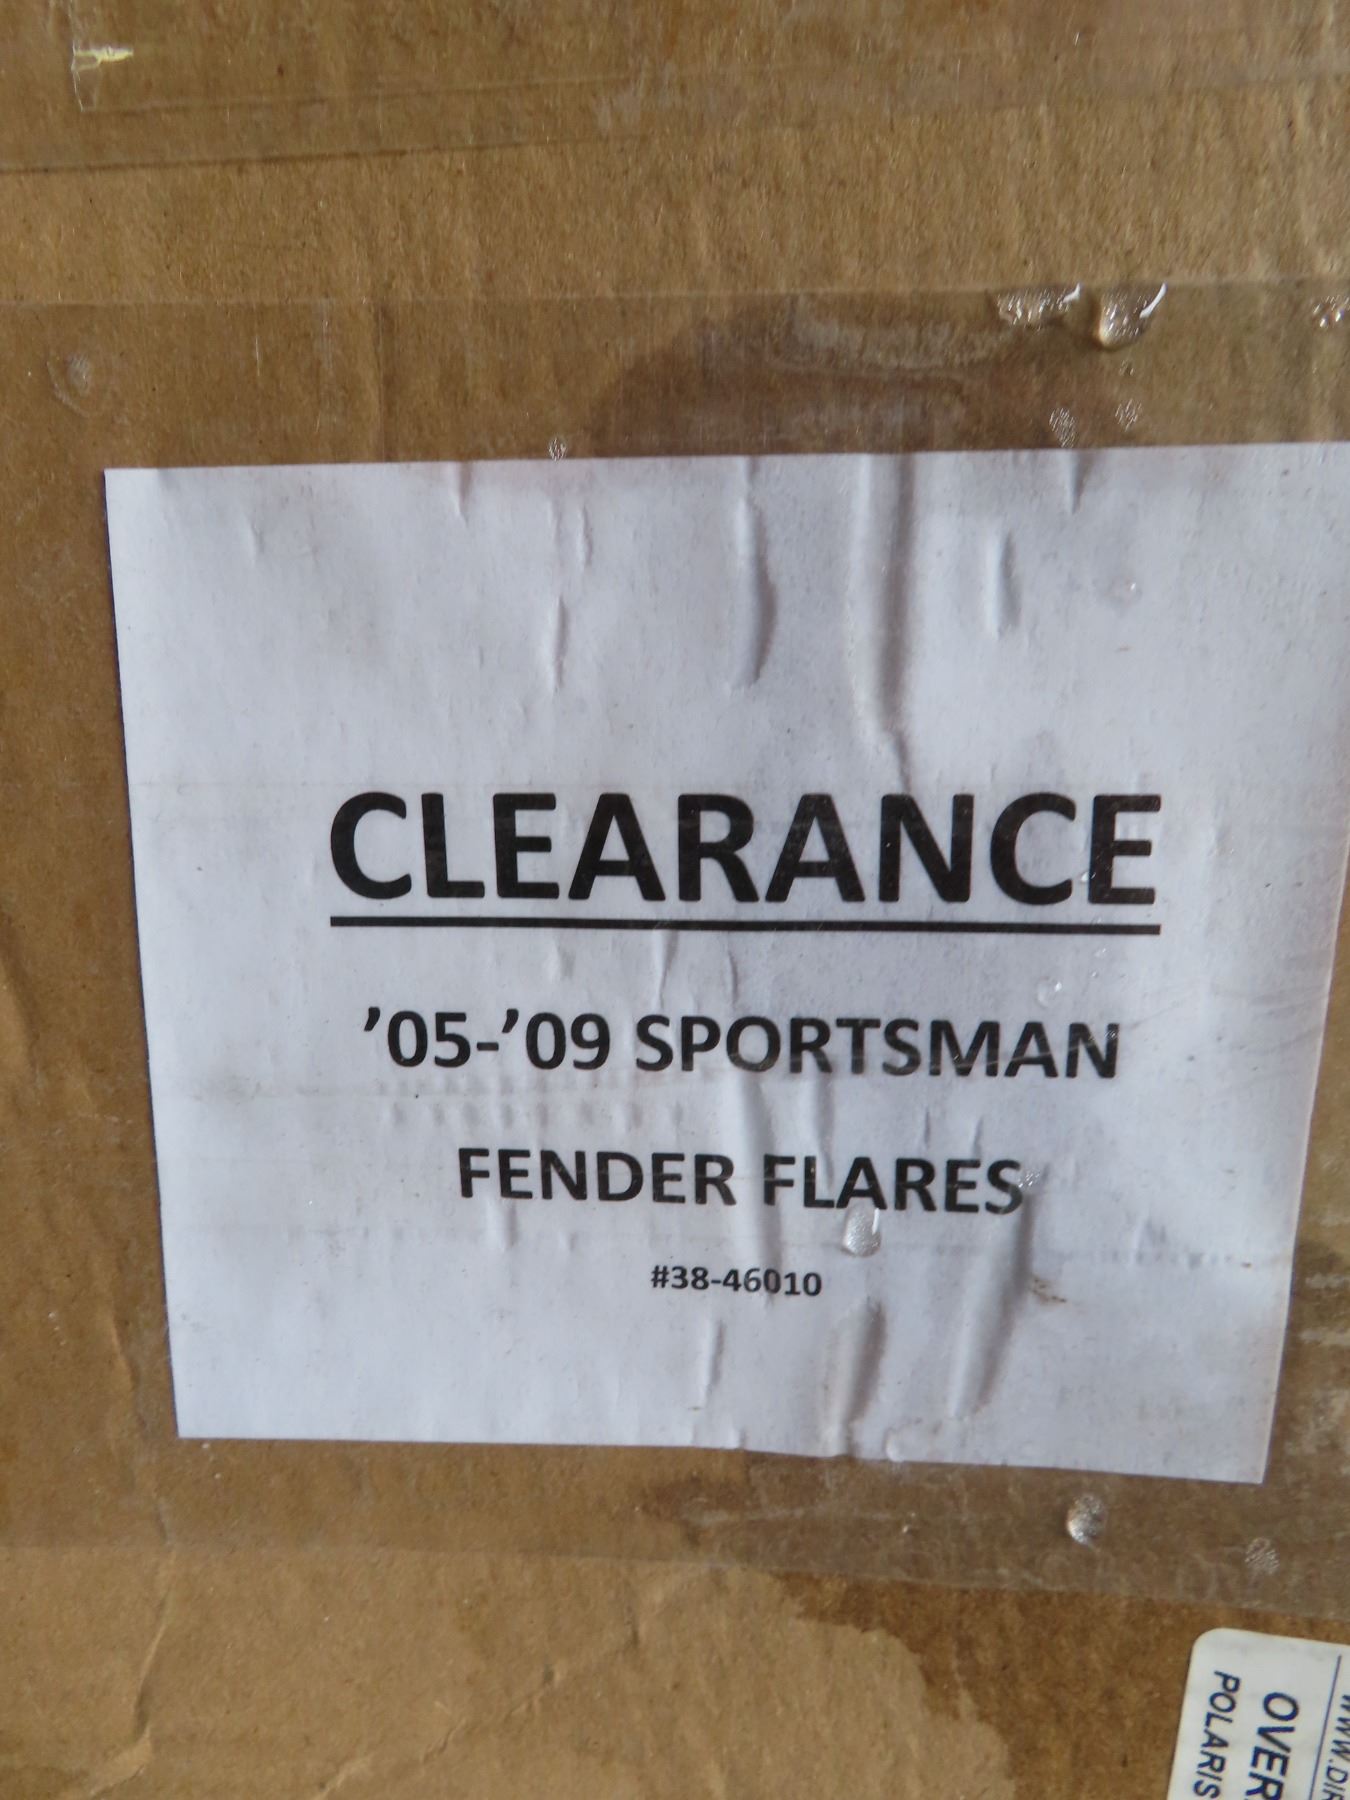 CLEARANCE
’05-’09 SPORTSMAN
FENDER FLARES
#38-46010
OVER
POLARIS